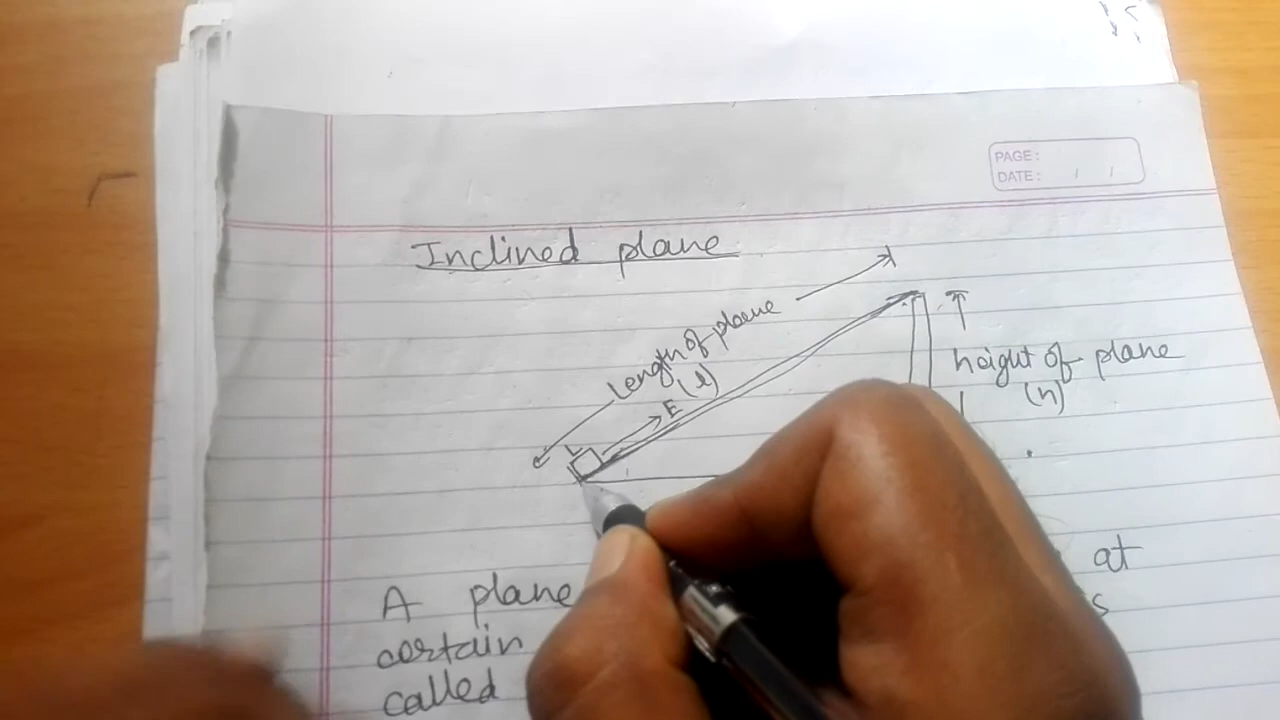 PAGE:
DATE: / /
Inclined plane
Length of plane
(l)
E
L
height of plane
(h)
A plane at
certain s
called